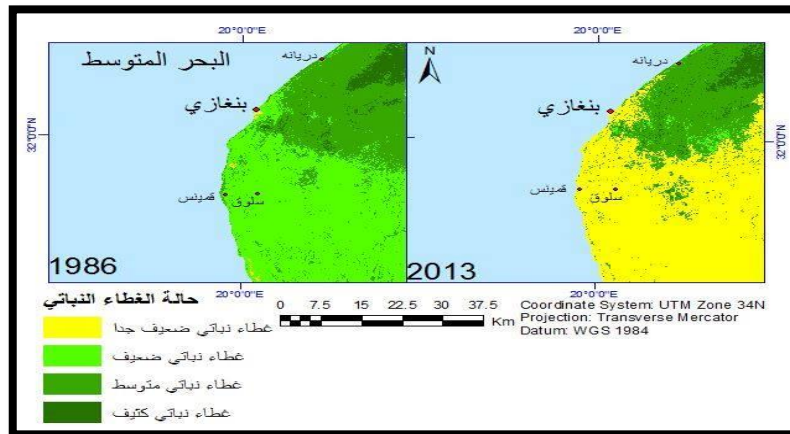 20°0'0"E
20°0'0"E
البحر المتوسط
دريانه
بنغازي
32°0'0"N
قمينس
سلوق
1986
N
دريانه
بنغازي
32°0'0"N
قمينس
سلوق
2013
20°0'0"E
20°0'0"E
حالة الغطاء النباتي
غطاء نباتي ضعيف جدا
غطاء نباتي ضعيف
غطاء نباتي متوسط
غطاء نباتي كثيف
0 7.5 15 22.5 30 37.5
Km
Coordinate System: UTM Zone 34N
Projection: Transverse Mercator
Datum: WGS 1984